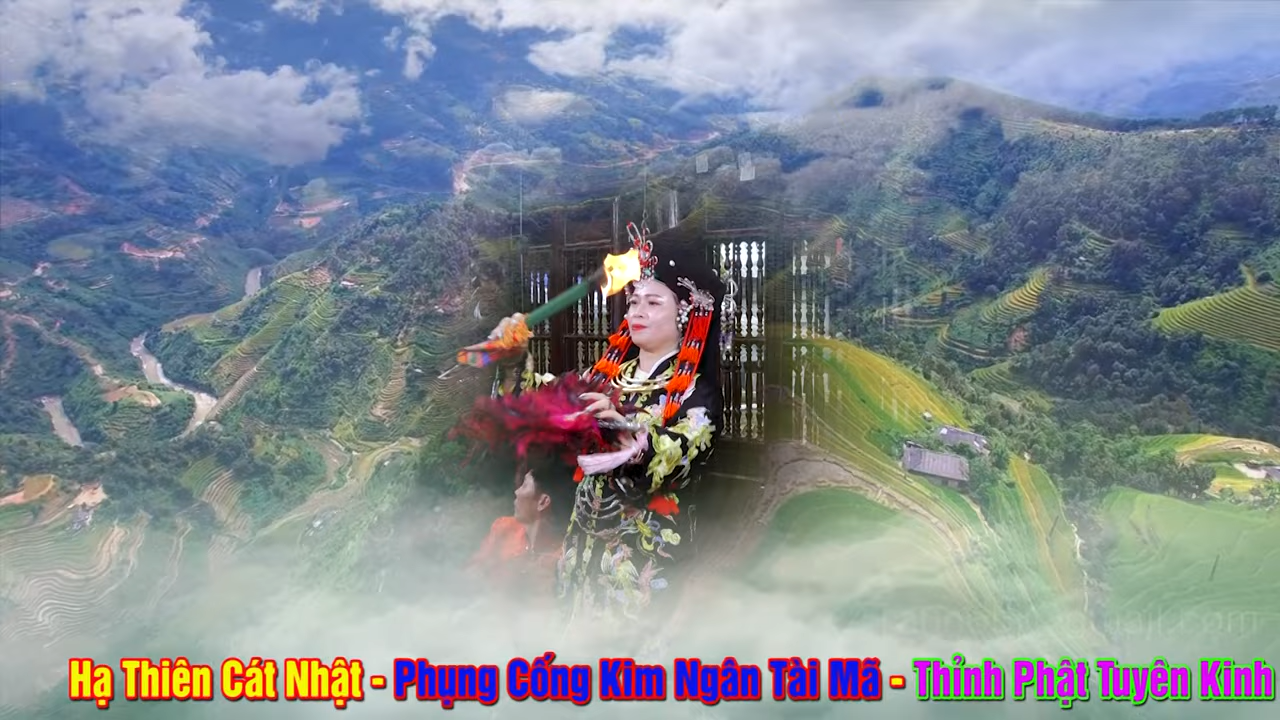 Hạ Thiên Cát Nhật - Phụng Cống Kim Ngân Tài Mã - Thỉnh Phật Tuyên Kinh